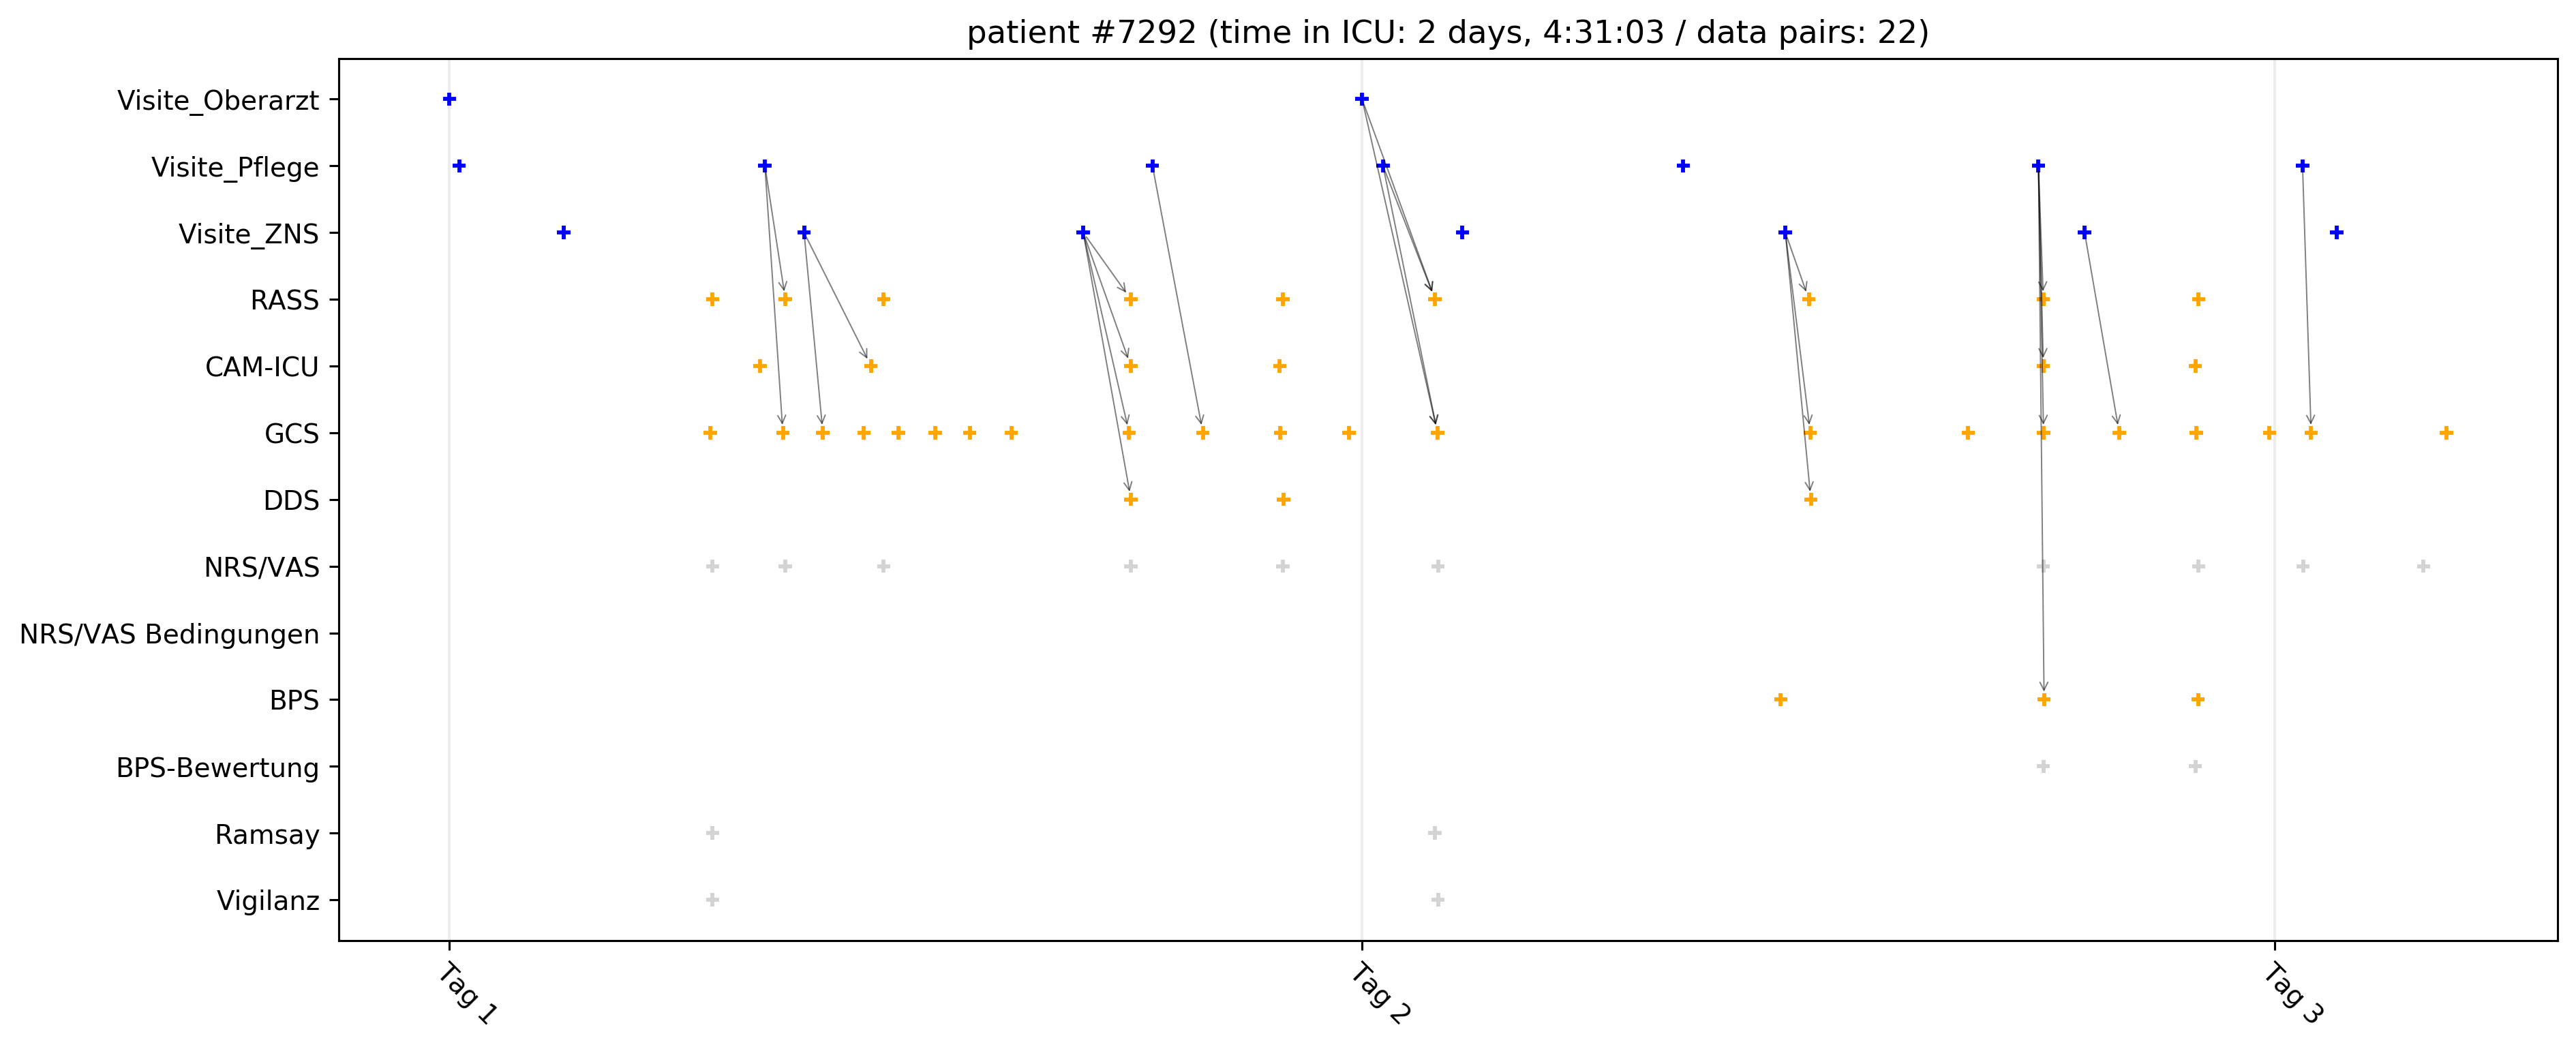 patient #7292 (time in ICU: 2 days, 4:31:03 / data pairs: 22)
Visite_Oberarzt
Visite_Pflege
Visite_ZNS
RASS
CAM-ICU
GCS
DDS
NRS/VAS
NRS/VAS Bedingungen
BPS
BPS-Bewertung
Ramsay
Vigilanz
Tag 1
Tag 2
Tag 3